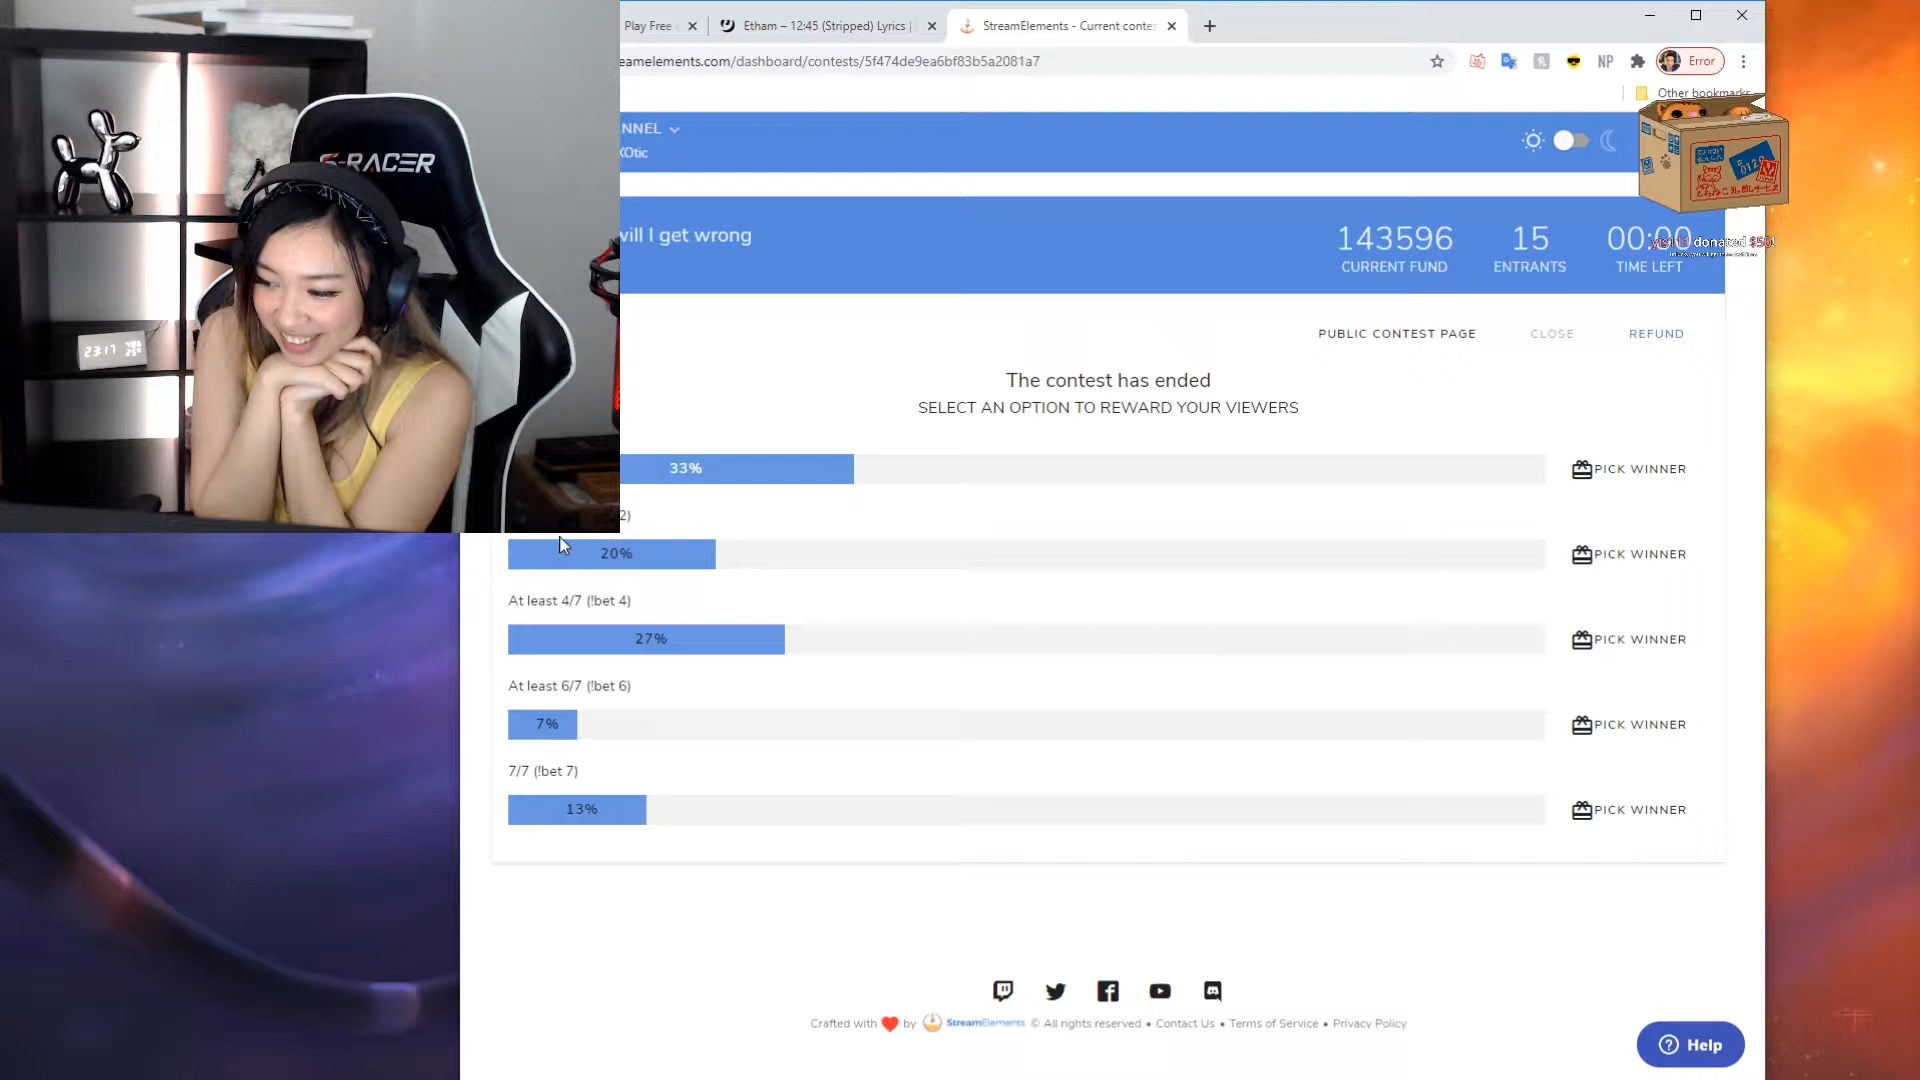 Play Free
Etham – 12:45 (Stripped) Lyrics |
StreamElements - Current contes
eamelements.com/dashboard/contests/5f474de9ea6bf83b5a2081a7
NP
Error
Other bookmarks
NNEL
XOtic
S-RACER
will I get wrong
143596
CURRENT FUND
15
ENTRANTS
00:00
TIME LEFT
donated $50!
23:17
PUBLIC CONTEST PAGE
CLOSE
REFUND
The contest has ended
SELECT AN OPTION TO REWARD YOUR VIEWERS
33%
PICK WINNER
2)
20%
PICK WINNER
At least 4/7 (!bet 4)
27%
PICK WINNER
At least 6/7 (!bet 6)
7%
PICK WINNER
7/7 (!bet 7)
13%
PICK WINNER
Crafted with ❤ by StreamElements © All rights reserved • Contact Us • Terms of Service • Privacy Policy
Help